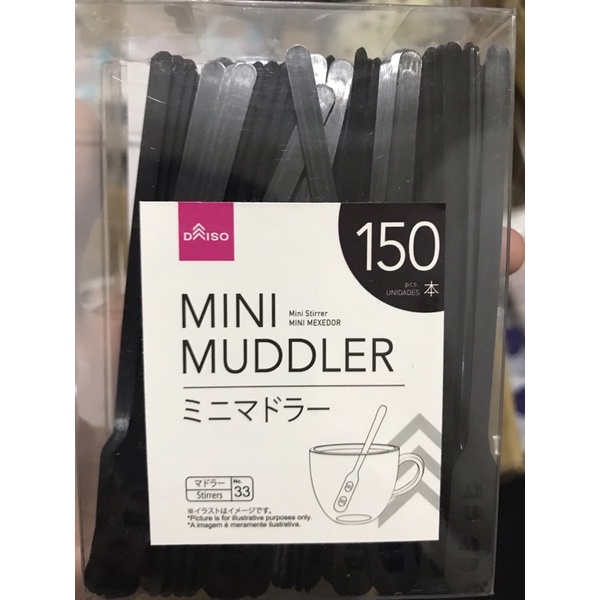 DAISO
150
pcs.
UNIDADES
本
MINI
Mini Stirrer
MINI MEXEDOR
MUDDLER
ミニマドラー
マドラー
Stirrers
No.
33
※イラストはイメージです。
*Picture is for illustrative purposes only.
*A imagem é meramente ilustrativa.